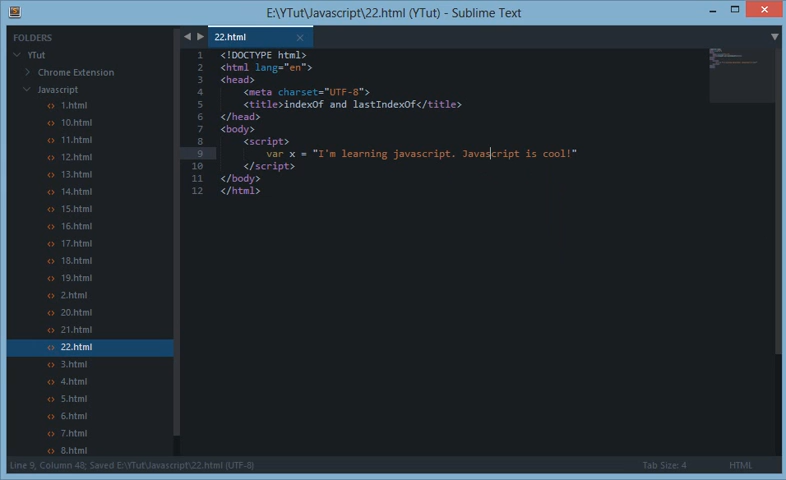 E:\YTut\Javascript\22.html (YTut) - Sublime Text
FOLDERS
YTut
Chrome Extension
Javascript
1.html
10.html
11.html
12.html
13.html
14.html
15.html
16.html
17.html
18.html
19.html
2.html
20.html
21.html
22.html
3.html
4.html
5.html
6.html
7.html
8.html
22.html
1 <!DOCTYPE html>
2 <html lang="en">
3 <head>
4 <meta charset="UTF-8">
5 <title>indexOf and lastIndexOf</title>
6 </head>
7 <body>
8 <script>
9 var x = "I'm learning javascript. Javascript is cool!"
10 </script>
11 </body>
12 </html>
Line 9, Column 48; Saved E:\YTut\Javascript\22.html (UTF-8)
Tab Size: 4
HTML